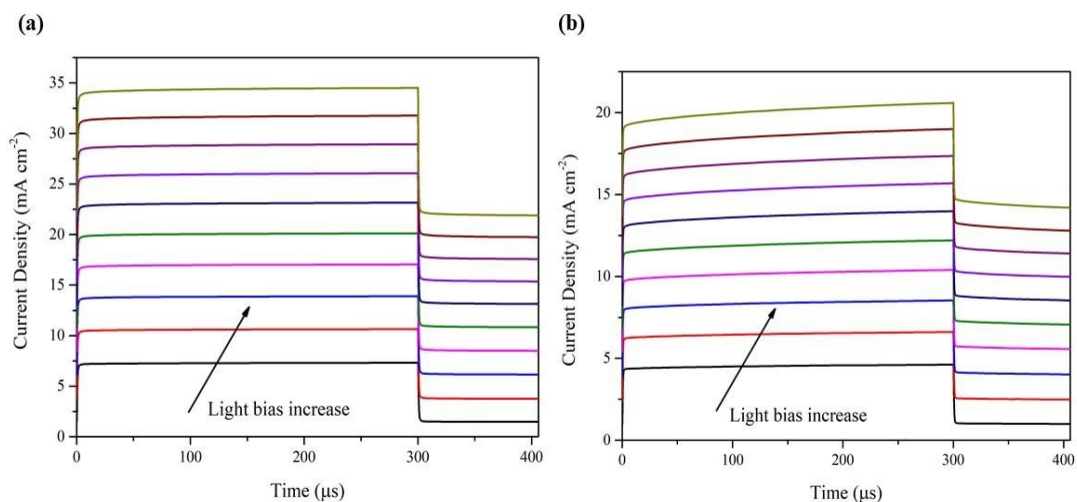 (a)
(b)
Current Density (mA cm⁻²)
35
30
25
20
15
10
5
0
Light bias increase
0 100 200 300 400
Time (μs)
Current Density (mA cm⁻²)
20
15
10
5
0
Light bias increase
0 100 200 300 400
Time (μs)